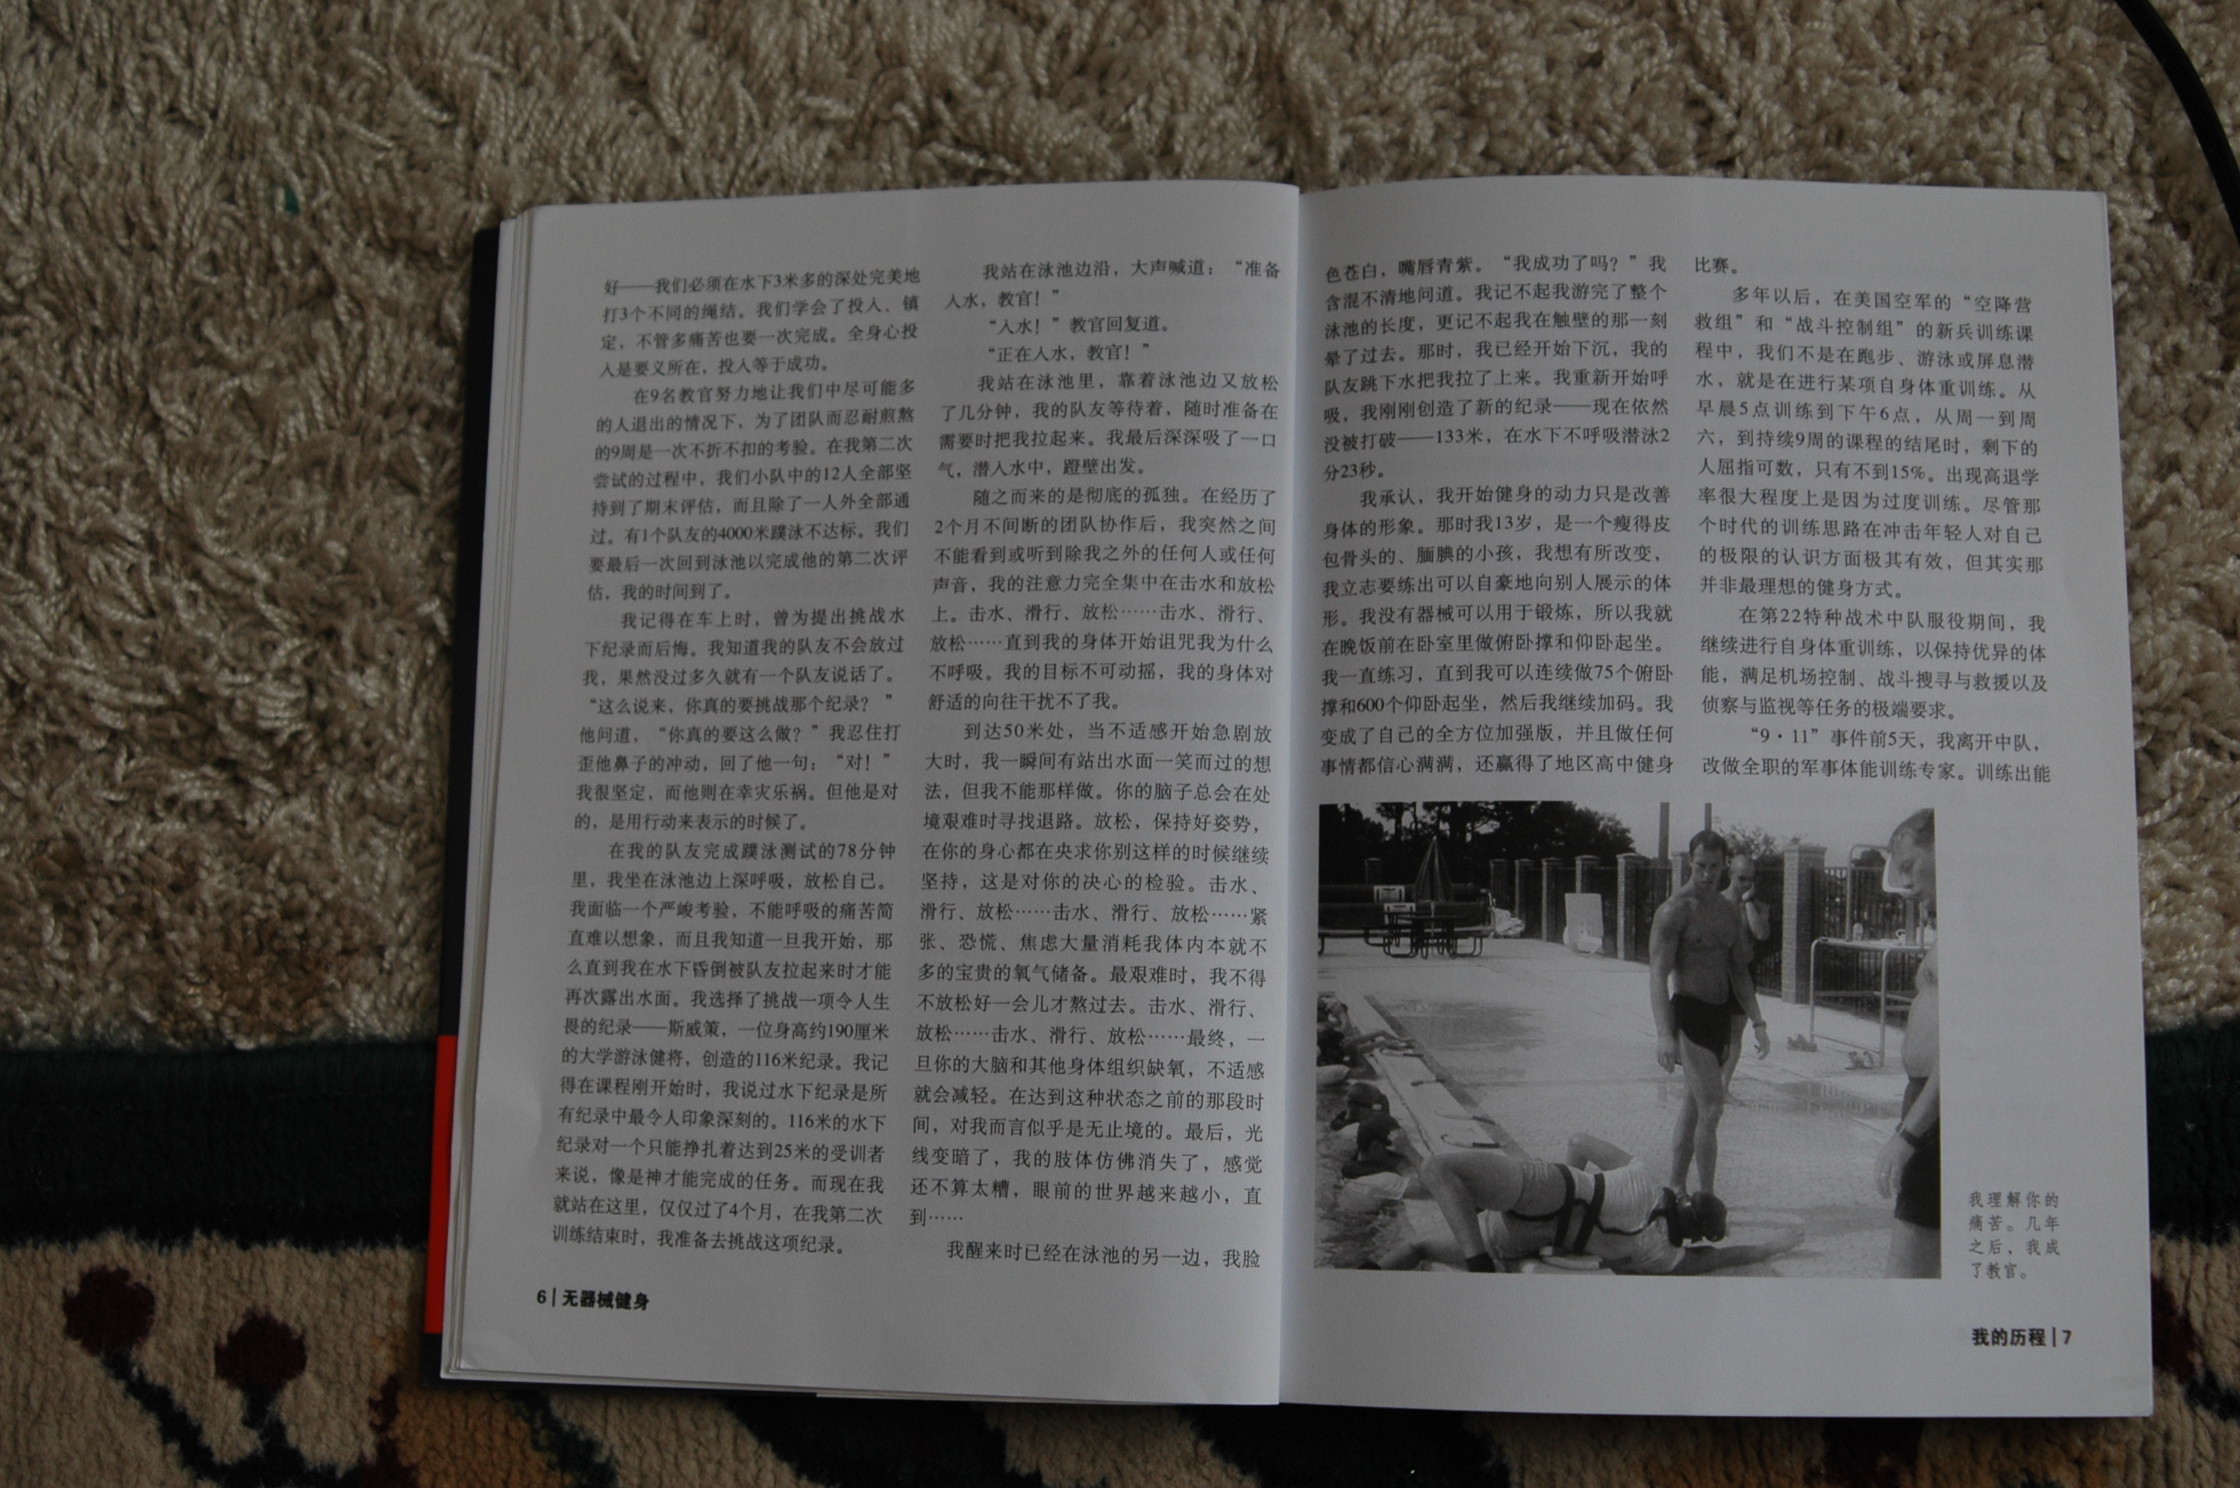 好——我们必须在水下3米多的深处完美地
打3个不同的绳结。我们学会了投入、镇
定，不管多痛苦也要一次完成。全身心投
入是要义所在，投入等于成功。
在9名教官努力地让我们中尽可能多
的人退出的情况下，为了团队而忍耐煎熬
的9周是一次不折不扣的考验。在我第二次
尝试的过程中，我们小队中的12人全部坚
持到了期末评估，而且除了一人外全部通
过。有个队友的4000米蹼泳不达标。我们
要最后一次回到泳池以完成他的第二次评
估，我的时间到了。
我记得在车上时，曾为提出挑战水
下纪录而后悔。我知道我的队友不会放过
我，果然没过多久就有一个队友说话了。
“这么说来，你真的要挑战那个纪录？”
他问道，“你真的要这么做？”我忍住打
歪他鼻子的冲动，回了他一句：“对！”
我很坚定，而他则在幸灾乐祸。但他是对
的，是用行动来表示的时候了。
在我的队友完成蹼泳测试的78分钟
里，我坐在泳池边上深呼吸，放松自己。
我面临一个严峻考验，不能呼吸的痛苦简
直难以想象，而且我知道一旦我开始，那
么直到我在水下昏倒被队友拉起来时才能
再次露出水面。我选择了挑战一项令人生
畏的纪录——斯威策，一位身高约190厘米
的大学游泳健将，创造的116米纪录。我记
得在课程刚开始时，我说过水下纪录是所
有纪录中最令人印象深刻的。116米的水下
纪录对一个只能挣扎着达到25米的受训者
来说，像是神才能完成的任务。而现在我
就站在这里，仅仅过了4个月，在我第二次
训练结束时，我准备去挑战这项纪录。
我站在泳池边沿，大声喊道：“准备
入水，教官！”
“入水！”教官回复道。
“正在入水，教官！”
我站在泳池里，靠着泳池边又放松
了几分钟，我的队友等待着，随时准备在
需要时把我拉起来。我最后深深吸了一口
气，潜入水中，蹬壁出发。
随之而来的是彻底的孤独。在经历了
2个月不间断的团队协作后，我突然之间
不能看到或听到除我之外的任何人或任何
声音，我的注意力完全集中在击水和放松
上。击水、滑行、放松……击水、滑行、
放松……直到我的身体开始诅咒我为什么
不呼吸。我的目标不可动摇，我的身体对
舒适的向往干扰不了我。
到达50米处，当不适感开始急剧放
大时，我一瞬间有站出水面一笑而过的想
法，但我不能那样做。你的脑子总会在处
境艰难时寻找退路。放松，保持好姿势，
在你的身心都在央求你别这样的时候继续
坚持，这是对你的决心的检验。击水、
滑行、放松……击水、滑行、放松……紧
张、恐慌、焦虑大量消耗我体内本就不
多的宝贵的氧气储备。最艰难时，我不得
不放松好一会儿才熬过去。击水、滑行、
放松……击水、滑行、放松……最终，一
旦你的大脑和其他身体组织缺氧，不适感
就会减轻。在达到这种状态之前的那段时
间，对我而言似乎是无止境的。最后，光
线变暗了，我的肢体仿佛消失了，感觉
还不算太糟，眼前的世界越来越小，直
到……
我醒来时已经在泳池的另一边，我脸
6 | 无器械健身
色苍白，嘴唇青紫。“我成功了吗？”我
含混不清地问道。我记不起我游完了整个
泳池的长度，更记不起我在触壁的那一刻
晕了过去。那时，我已经开始下沉，我的
队友跳下水把我拉了上来。我重新开始呼
吸，我刚刚创造了新的纪录——现在依然
没被打破——133米，在水下不呼吸潜泳2
分23秒。
我承认，我开始健身的动力只是改善
身体的形象。那时我13岁，是一个瘦得皮
包骨头的、腼腆的小孩，我想有所改变，
我立志要练出可以自豪地向别人展示的体
形。我没有器械可以用于锻炼，所以我就
在晚饭前在卧室里做俯卧撑和仰卧起坐。
我一直练习，直到我可以连续做75个俯卧
撑和600个仰卧起坐，然后我继续加码。我
变成了自己的全方位加强版，并且做任何
事情都信心满满，还赢得了地区高中健身
比赛。
多年以后，在美国空军的“空降营
救组”和“战斗控制组”的新兵训练课
程中，我们不是在跑步、游泳或屏息潜
水，就是在进行某项自身体重训练。从
早晨5点训练到下午6点，从周一到周
六，到持续9周的课程的结尾时，剩下的
人屈指可数，只有不到15%。出现高退学
率很大程度上是因为过度训练。尽管那
个时代的训练思路在冲击年轻人对自己
的极限的认识方面极其有效，但其实那
并非最理想的健身方式。
在第22特种战术中队服役期间，我
继续进行自身体重训练，以保持优异的体
能，满足机场控制、战斗搜寻与救援以及
侦察与监视等任务的极端要求。
“9·11”事件前5天，我离开中队，
改做全职的军事体能训练专家。训练出能
我理解你的
痛苦。几年
之后，我成
了教官。
我的历程 | 7